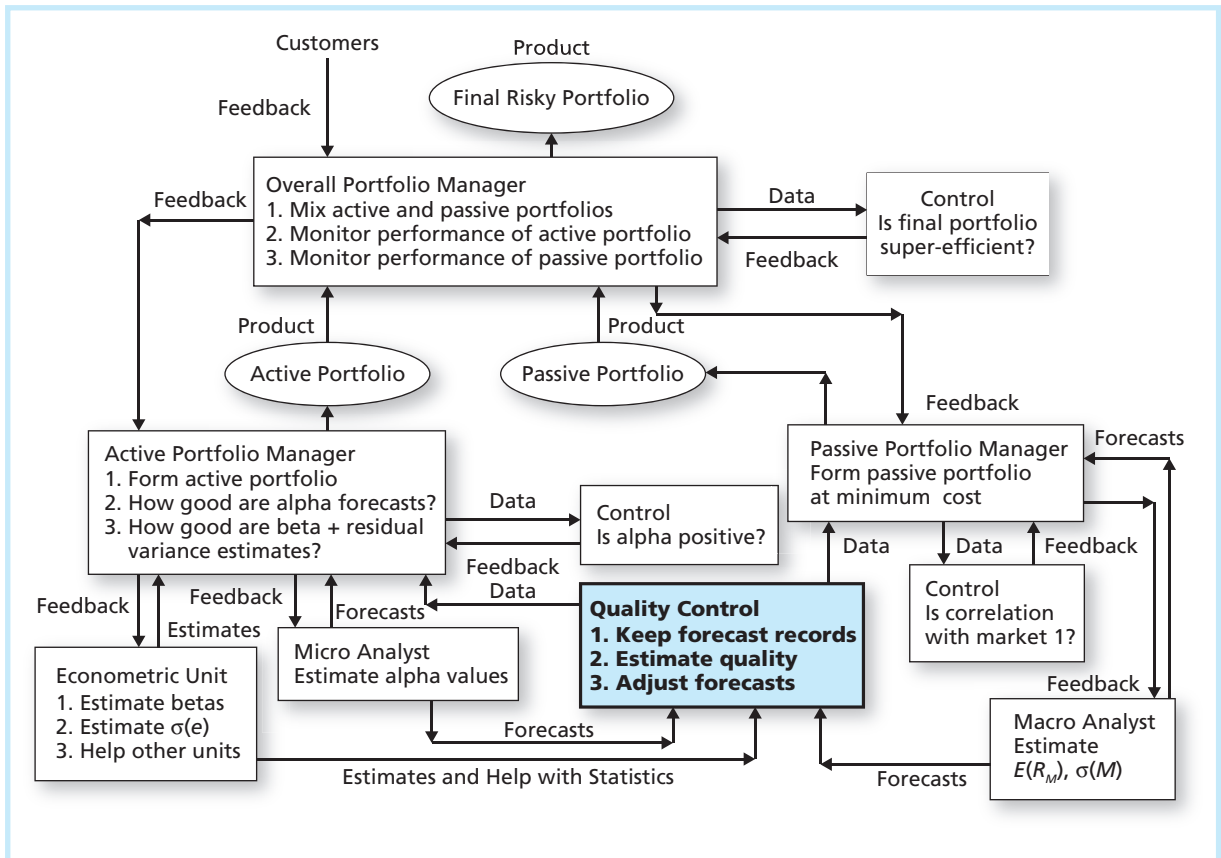 Customers
Product
Final Risky Portfolio
Feedback
Overall Portfolio Manager
1. Mix active and passive portfolios
2. Monitor performance of active portfolio
3. Monitor performance of passive portfolio
Feedback
Data
Feedback
Control
Is final portfolio
super-efficient?
Product
Active Portfolio
Product
Passive Portfolio
Feedback
Active Portfolio Manager
1. Form active portfolio
2. How good are alpha forecasts?
3. How good are beta + residual
variance estimates?
Data
Feedback
Control
Is alpha positive?
Passive Portfolio Manager
Form passive portfolio
at minimum cost
Forecasts
Data
Data
Feedback
Control
Is correlation
with market 1?
Feedback
Estimates
Feedback
Forecasts
Data
Quality Control
1. Keep forecast records
2. Estimate quality
3. Adjust forecasts
Econometric Unit
1. Estimate betas
2. Estimate σ(e)
3. Help other units
Micro Analyst
Estimate alpha values
Forecasts
Estimates and Help with Statistics
Feedback
Macro Analyst
Estimate
E(R_M), σ(M)
Forecasts